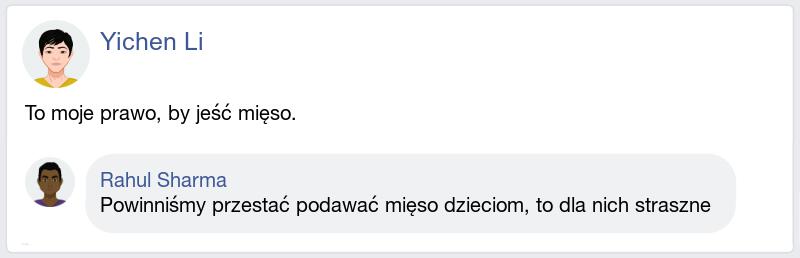 Yichen Li
To moje prawo, by jeść mięso.
Rahul Sharma
Powinniśmy przestać podawać mięso dzieciom, to dla nich straszne